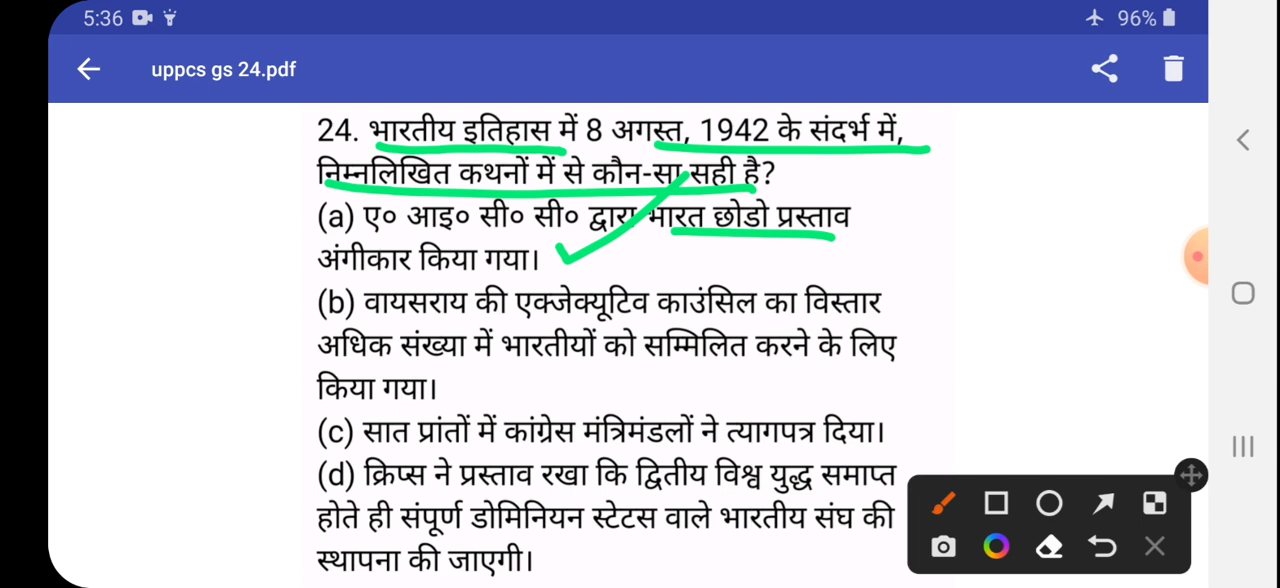 5:36
96%
uppcs gs 24.pdf
24. भारतीय इतिहास में 8 अगस्त, 1942 के संदर्भ में,
निम्नलिखित कथनों में से कौन-सा सही है?
(a) ए० आइ० सी० सी० द्वारा भारत छोडो प्रस्ताव
अंगीकार किया गया।
(b) वायसराय की एक्जेक्यूटिव काउंसिल का विस्तार
अधिक संख्या में भारतीयों को सम्मिलित करने के लिए
किया गया।
(c) सात प्रांतों में कांग्रेस मंत्रिमंडलों ने त्यागपत्र दिया।
(d) क्रिप्स ने प्रस्ताव रखा कि द्वितीय विश्व युद्ध समाप्त
होते ही संपूर्ण डोमिनियन स्टेटस वाले भारतीय संघ की
स्थापना की जाएगी।